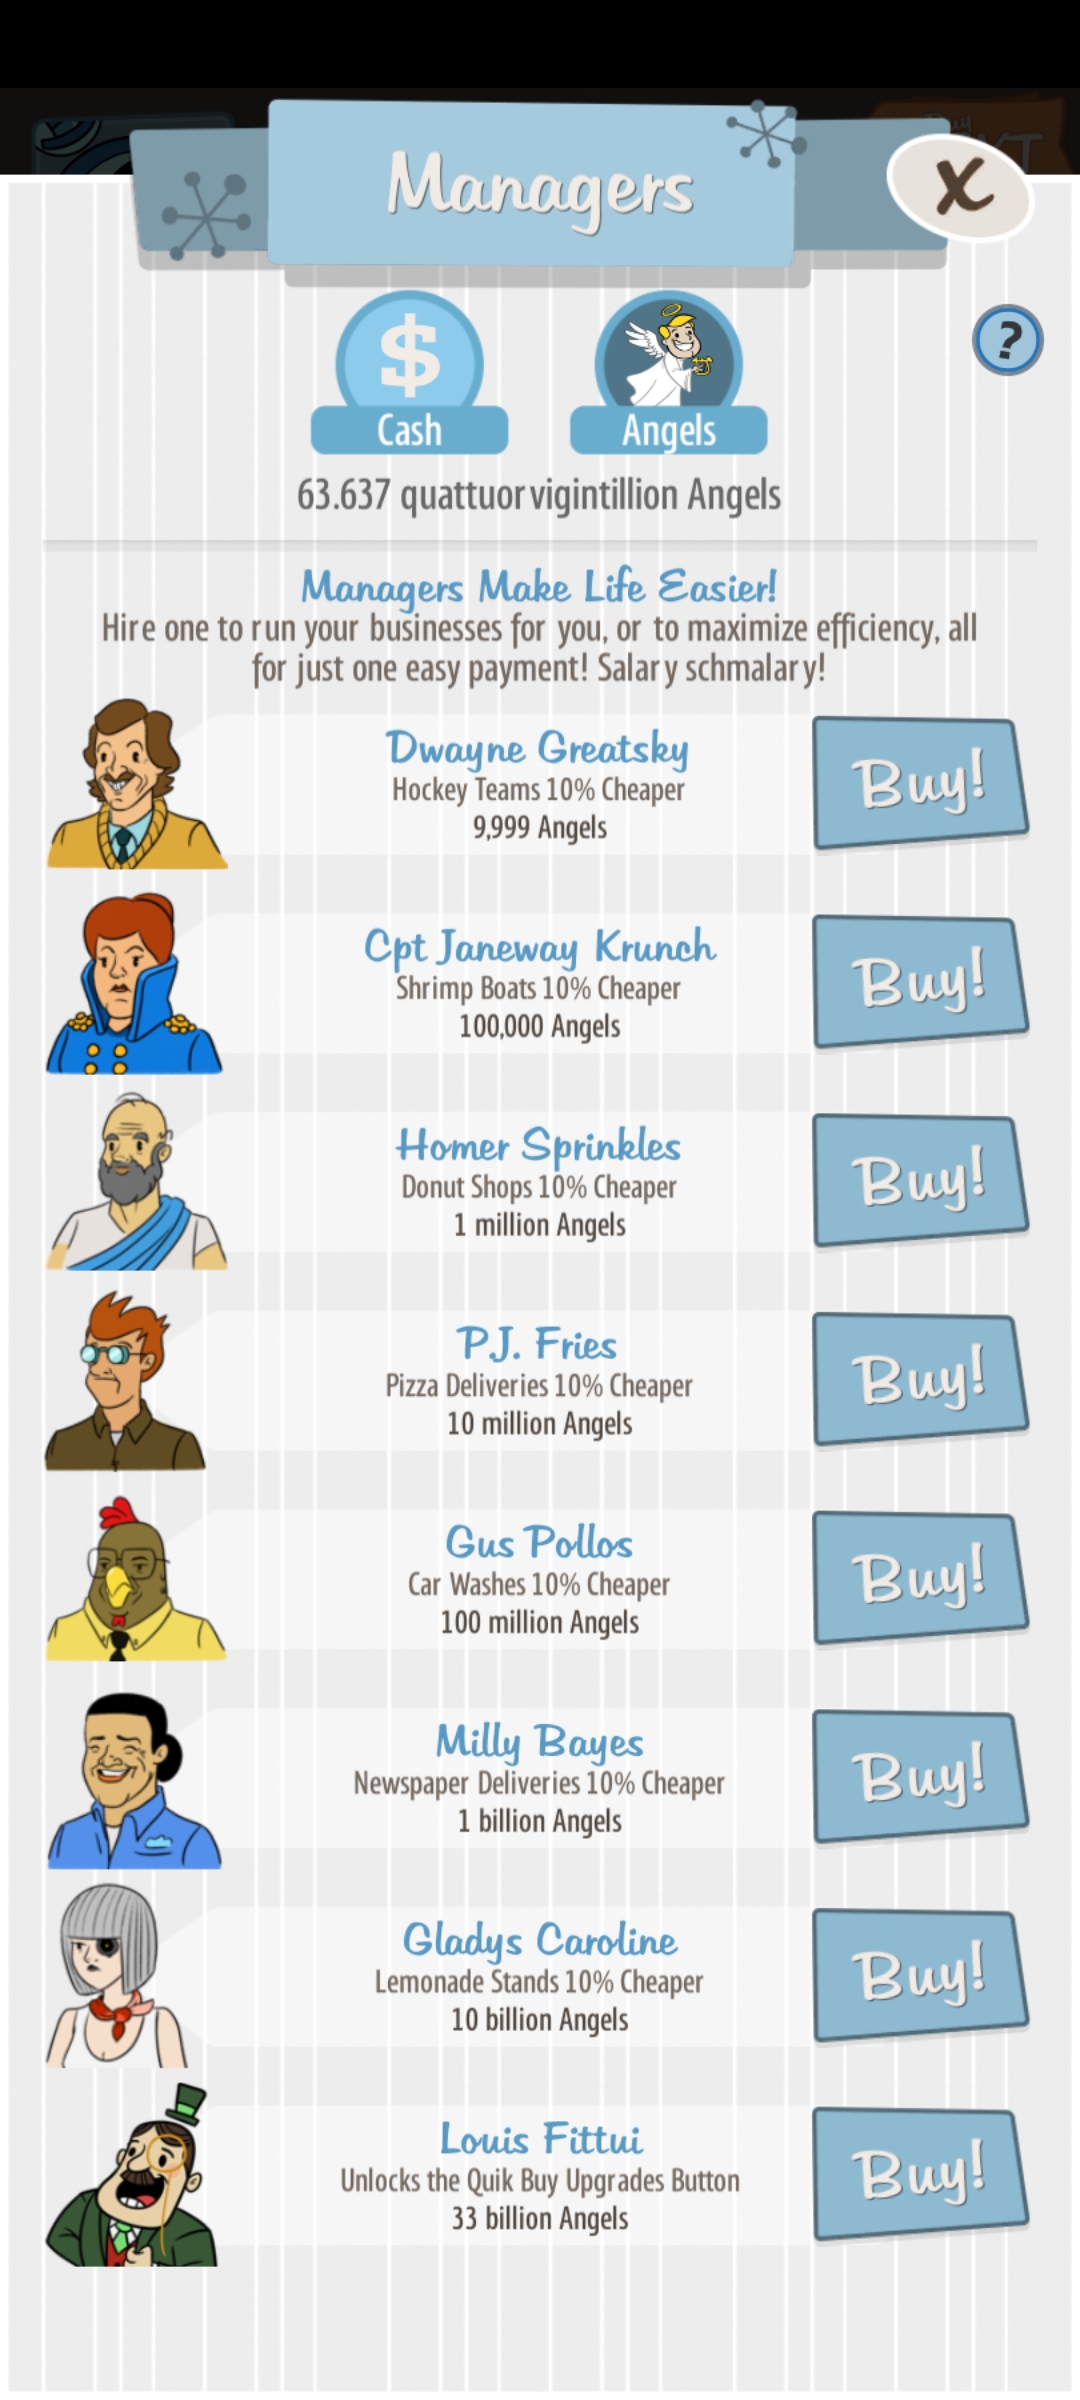 Managers
X
$
?
Cash
Angels
63.637 quattuorvigintillion Angels
Managers Make Life Easier!
Hire one to run your businesses for you, or to maximize efficiency, all
for just one easy payment! Salary schmalary!
Dwayne Greatsky
Hockey Teams 10% Cheaper
9,999 Angels
Buy!
Cpt Janeway Krunch
Shrimp Boats 10% Cheaper
100,000 Angels
Buy!
Homer Sprinkles
Donut Shops 10% Cheaper
1 million Angels
Buy!
P.J. Fries
Pizza Deliveries 10% Cheaper
10 million Angels
Buy!
Gus Pollos
Car Washes 10% Cheaper
100 million Angels
Buy!
Milly Bayes
Newspaper Deliveries 10% Cheaper
1 billion Angels
Buy!
Gladys Caroline
Lemonade Stands 10% Cheaper
10 billion Angels
Buy!
Louis Fittui
Unlocks the Quik Buy Upgrades Button
33 billion Angels
Buy!